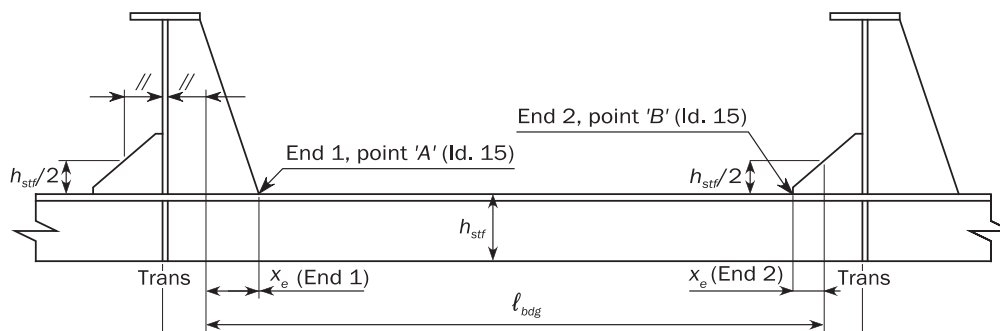 //
//
End 1, point 'A' (Id. 15)
End 2, point 'B' (Id. 15)
h_stf/2
h_stf/2
h_stf
Trans
x_e (End 1)
x_e (End 2)
Trans
ℓ_bdg